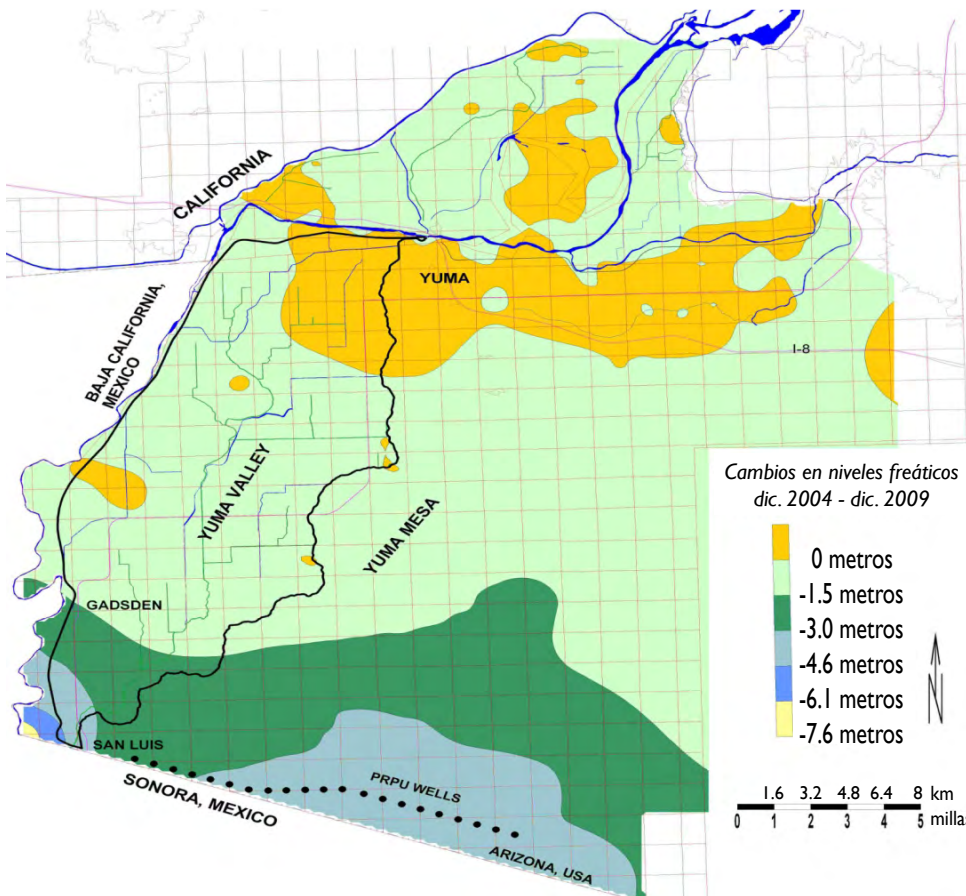 CALIFORNIA
YUMA
BAJA CALIFORNIA,
MEXICO
I-8
YUMA VALLEY
YUMA MESA
GADSDEN
SAN LUIS
SONORA, MEXICO
PRPU WELLS
ARIZONA, USA
Cambios en niveles freáticos
dic. 2004 - dic. 2009
0 metros
-1.5 metros
-3.0 metros
-4.6 metros
-6.1 metros
-7.6 metros
N
1.6 3.2 4.8 6.4 8 km
0 1 2 3 4 5 millas